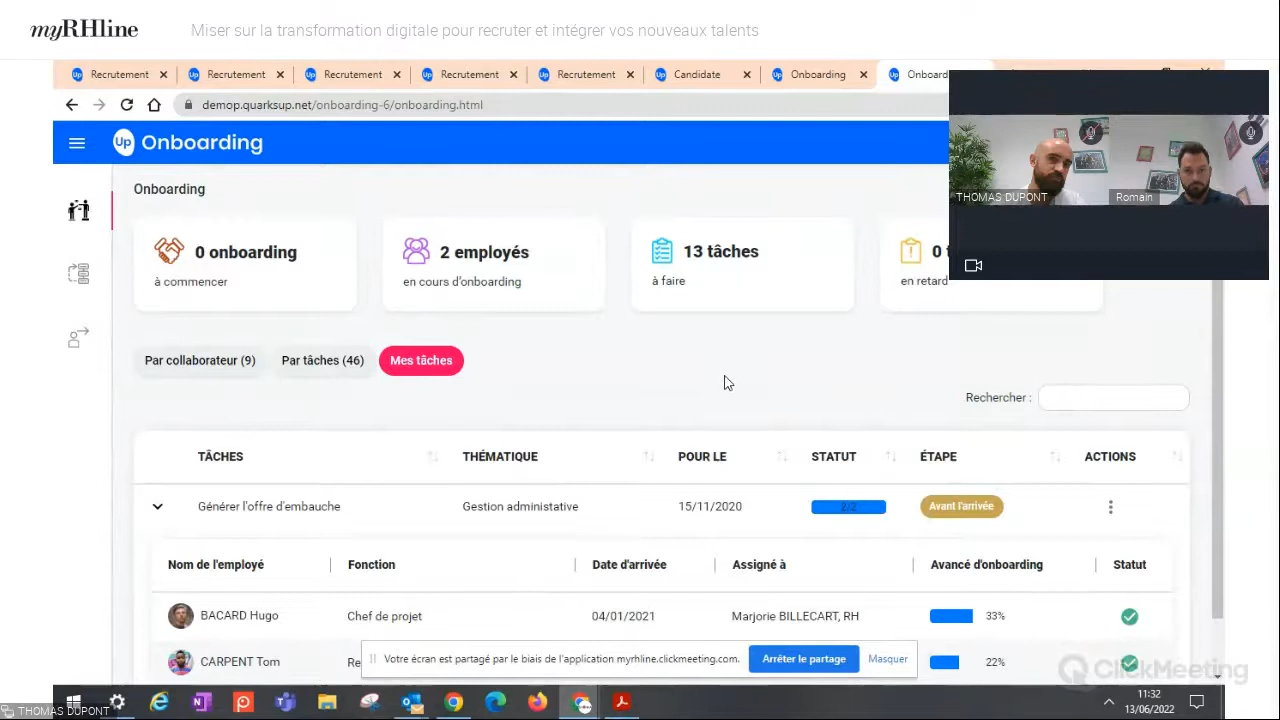 myRHline
Miser sur la transformation digitale pour recruter et intégrer vos nouveaux talents
Recrutement Recrutement Recrutement Recrutement Recrutement Candidate Onboarding Onboard
demop.quarksup.net/onboarding-6/onboarding.html
Up Onboarding
THOMAS DUPONT Romain
Onboarding
0 onboarding 2 employés 13 tâches 0
à commencer en cours d'onboarding à faire en retard
Par collaborateur (9) Par tâches (46) Mes tâches
Rechercher :
TÂCHES THÉMATIQUE POUR LE STATUT ÉTAPE ACTIONS
Générer l'offre d'embauche Gestion administative 15/11/2020 2/2 Avant l'arrivée
Nom de l'employé Fonction Date d'arrivée Assigné à Avancé d'onboarding Statut
BACARD Hugo Chef de projet 04/01/2021 Marjorie BILLECART, RH 33%
CARPENT Tom Re 22%
Votre écran est partagé par le biais de l'application myrhline.clickmeeting.com. Arrêter le partage Masquer
ClickMeeting
11:32
13/06/2022
THOMAS DUPONT